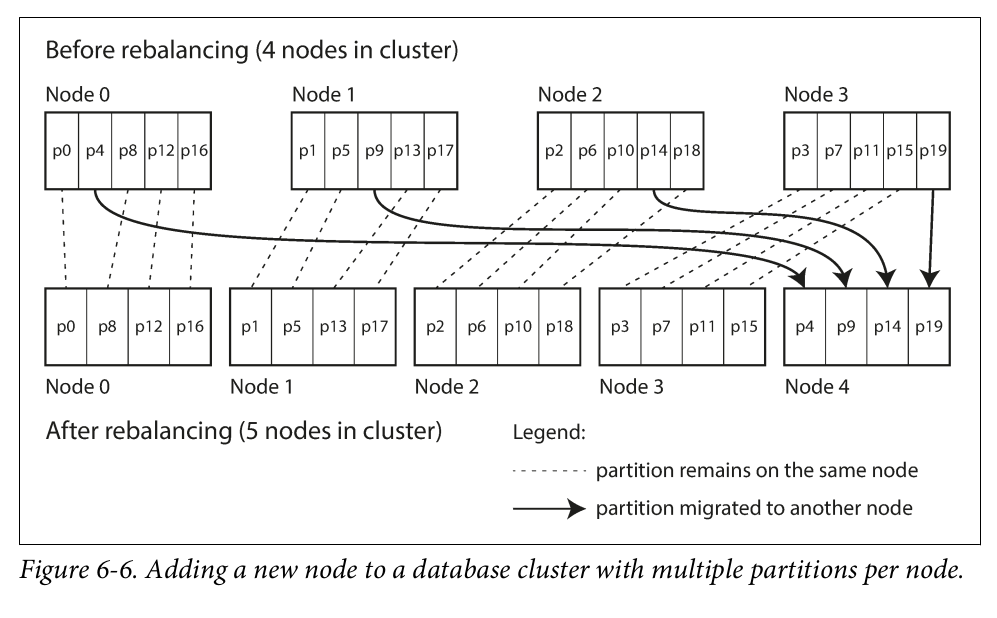 Before rebalancing (4 nodes in cluster)
Node 0 Node 1 Node 2 Node 3
p0 p4 p8 p12 p16 p1 p5 p9 p13 p17 p2 p6 p10 p14 p18 p3 p7 p11 p15 p19
p0 p8 p12 p16 p1 p5 p13 p17 p2 p6 p10 p18 p3 p7 p11 p15 p4 p9 p14 p19
Node 0 Node 1 Node 2 Node 3 Node 4
After rebalancing (5 nodes in cluster)
Legend:
partition remains on the same node
partition migrated to another node
Figure 6-6. Adding a new node to a database cluster with multiple partitions per node.